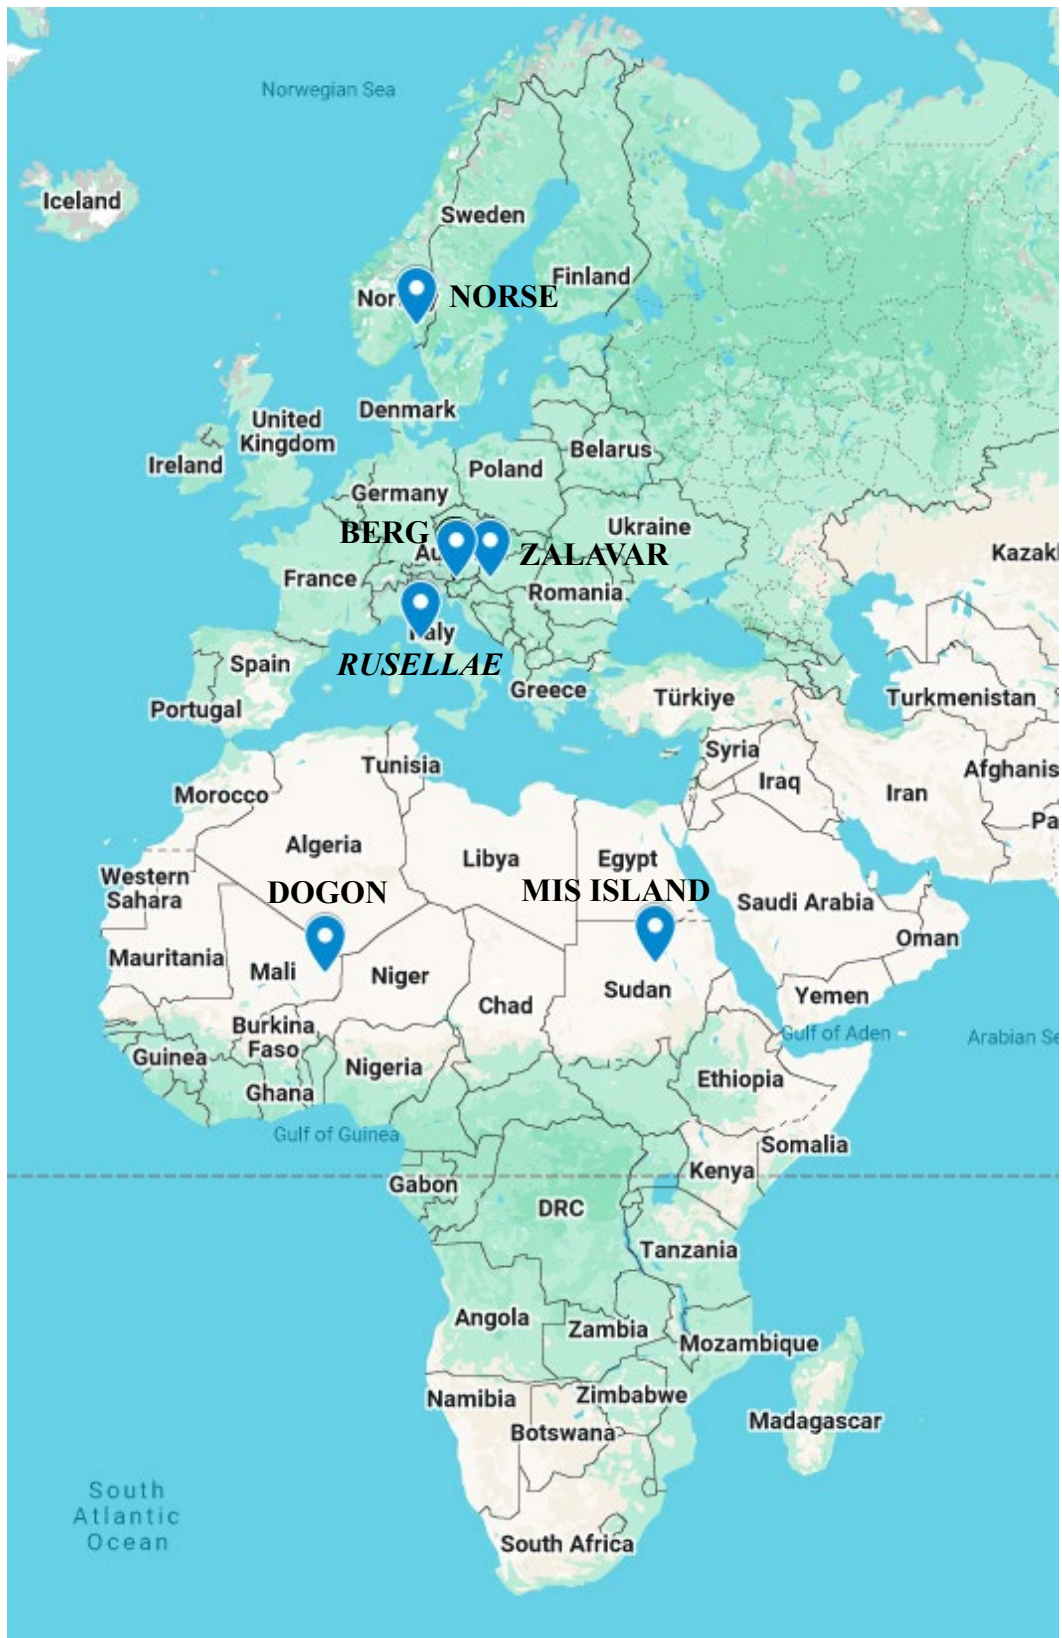 Norwegian Sea
Iceland
Sweden
Finland
NORSE
Denmark
United
Kingdom
Ireland
Belarus
Poland
Germany
BERG
Ukraine
ZALAVAR
Kazakl
France
Romania
Italy
RUSELLAE
Spain
Greece
Türkiye
Turkmenistan
Portugal
Syria
Tunisia
Iraq
Afghanis
Morocco
Iran
Pa
Algeria
Libya
Egypt
Western
Sahara
DOGON
MIS ISLAND
Saudi Arabia
Oman
Mauritania
Mali
Niger
Sudan
Yemen
Chad
Burkina
Faso
Gulf of Aden
Arabian Se
Guinea
Nigeria
Ethiopia
Ghana
Gulf of Guinea
Somalia
Kenya
Gabon
DRC
Tanzania
Angola
Zambia
Mozambique
Namibia
Zimbabwe
Botswana
Madagascar
South
Atlantic
Ocean
South Africa